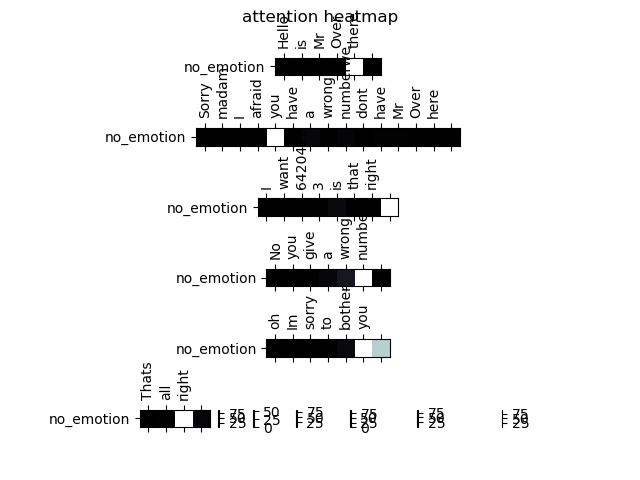 attention heatmap
Hello is Mr Over there
no_emotion
Sorry madam I afraid you have a wrong number we dont have Mr Over here
no_emotion
I want 64204 3 is that right
no_emotion
No you give a wrong number
no_emotion
oh Im sorry to bother you
no_emotion
Thats all right
no_emotion
75 50 75 75 75 75
50 25 50 50 50 50
25 0 25 25 25 25
0